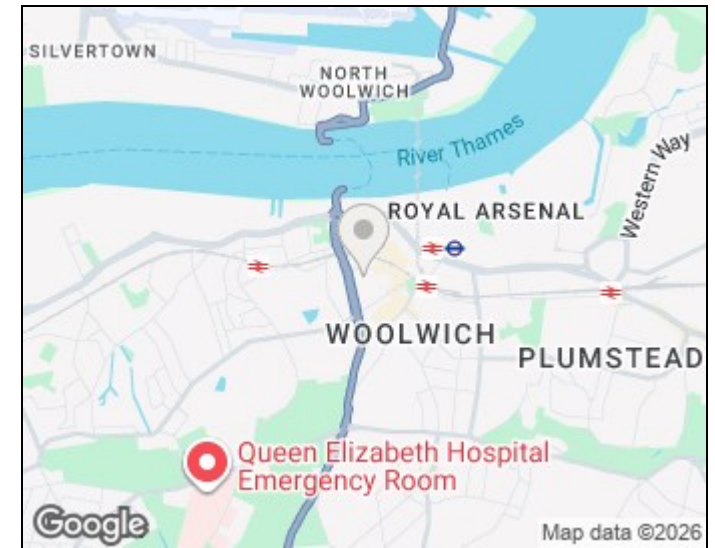 SILVERTOWN
NORTH
WOOLWICH
River Thames
Western Way
ROYAL ARSENAL
WOOLWICH
PLUMSTEAD
Queen Elizabeth Hospital
Emergency Room
Google
Map data ©2026